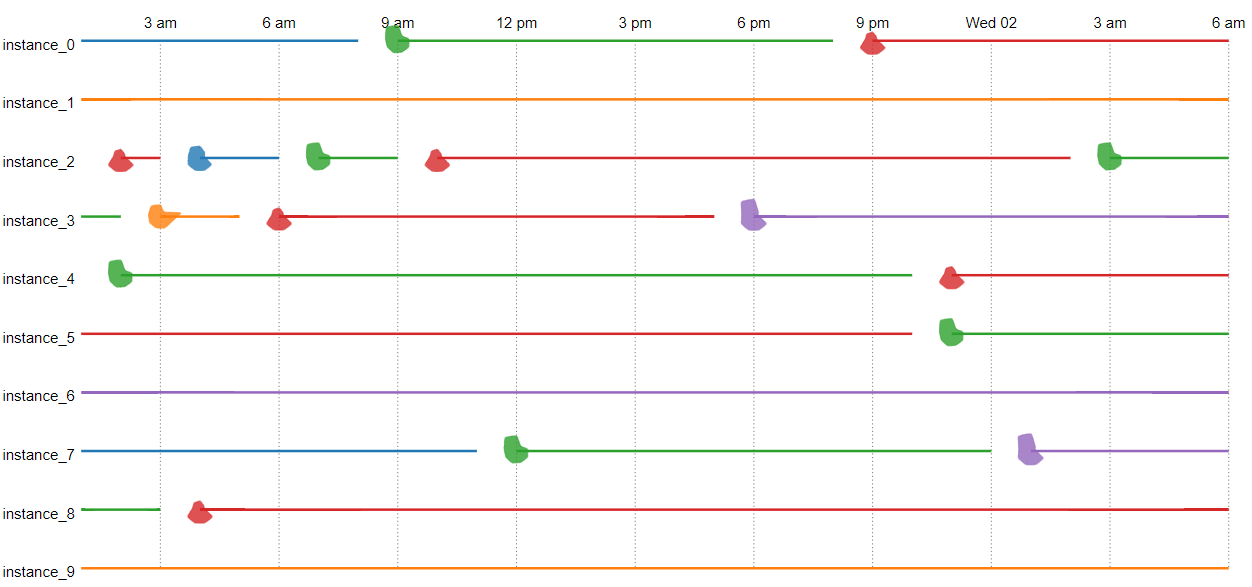 3 am 6 am 9 am 12 pm 3 pm 6 pm 9 pm Wed 02 3 am 6 am
instance_0
instance_1
instance_2
instance_3
instance_4
instance_5
instance_6
instance_7
instance_8
instance_9